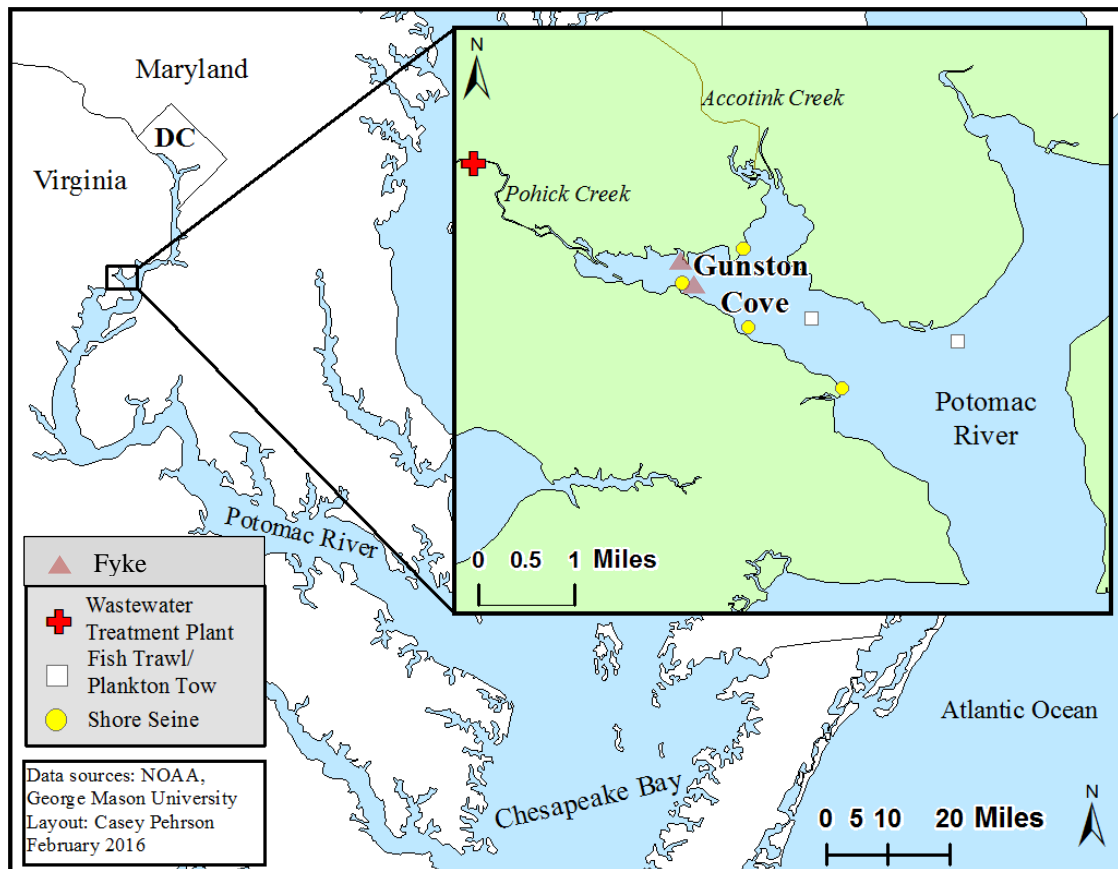 Maryland
DC
Virginia
Potomac River
N
Accotink Creek
Pohick Creek
Gunston
Cove
Potomac
River
0 0.5 1 Miles
Fyke
Wastewater
Treatment Plant
Fish Trawl/
Plankton Tow
Shore Seine
Data sources: NOAA,
George Mason University
Layout: Casey Pehrson
February 2016
Chesapeake Bay
Atlantic Ocean
N
0 5 10 20 Miles